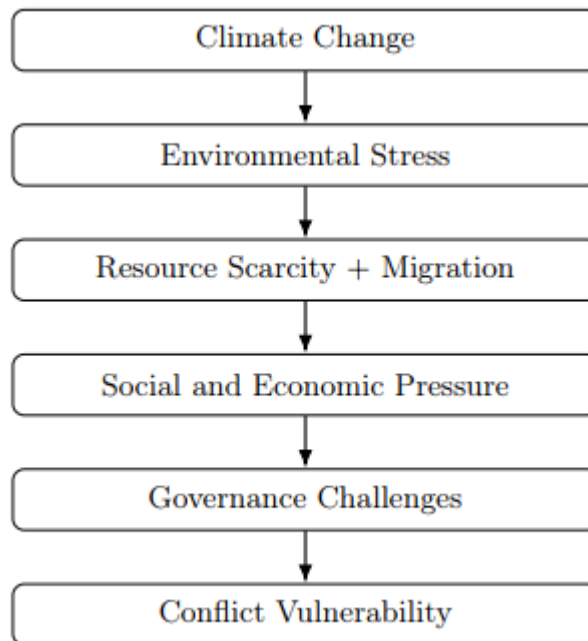 Climate Change
Environmental Stress
Resource Scarcity + Migration
Social and Economic Pressure
Governance Challenges
Conflict Vulnerability